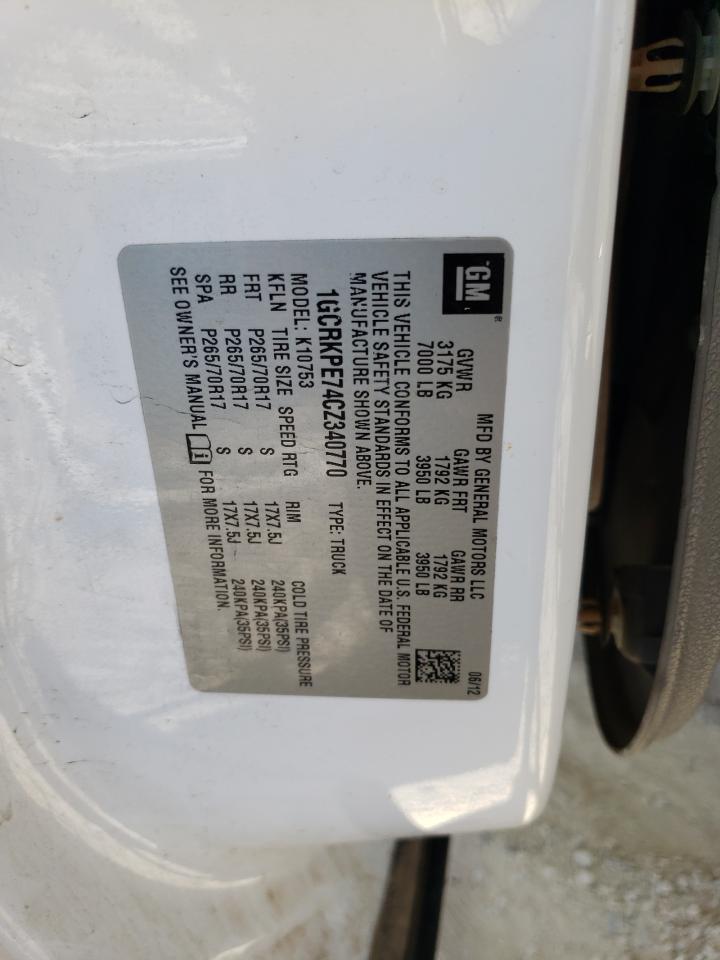 GM ®
MFD BY GENERAL MOTORS LLC 06/12
GVWR GAWR FRT GAWR RR
3175 KG 1792 KG 1792 KG
7000 LB 3950 LB 3950 LB
THIS VEHICLE CONFORMS TO ALL APPLICABLE U.S. FEDERAL MOTOR
VEHICLE SAFETY STANDARDS IN EFFECT ON THE DATE OF
MANUFACTURE SHOWN ABOVE.
1GCRKPE74CZ340770 TYPE: TRUCK
MODEL: K10753
KFLN TIRE SIZE SPEED RTG RIM COLD TIRE PRESSURE
FRT P265/70R17 S 17X7.5J 240KPA(35PSI)
RR P265/70R17 S 17X7.5J 240KPA(35PSI)
SPA P265/70R17 S 17X7.5J 240KPA(35PSI)
SEE OWNER'S MANUAL i FOR MORE INFORMATION.